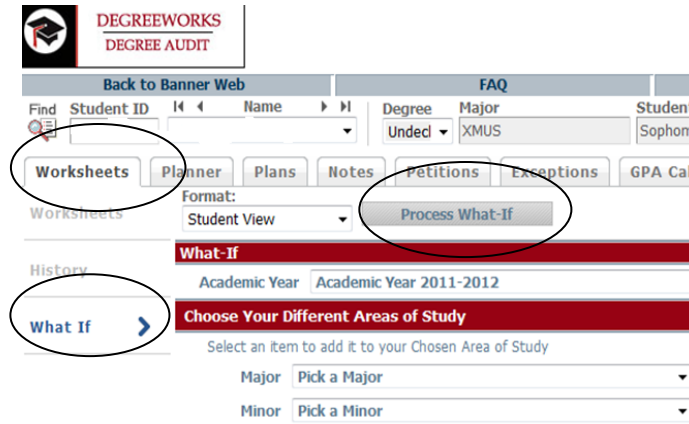 DEGREEWORKS
DEGREE AUDIT
Back to Banner Web FAQ
Find Student ID Name Degree Major Studen
Undecl XMUS Sophom
Worksheets Planner Plans Notes Petitions Exceptions GPA Cal
Format:
Worksheets Student View Process What-If
What-If
History
Academic Year Academic Year 2011-2012
What If Choose Your Different Areas of Study
Select an item to add it to your Chosen Area of Study
Major Pick a Major
Minor Pick a Minor